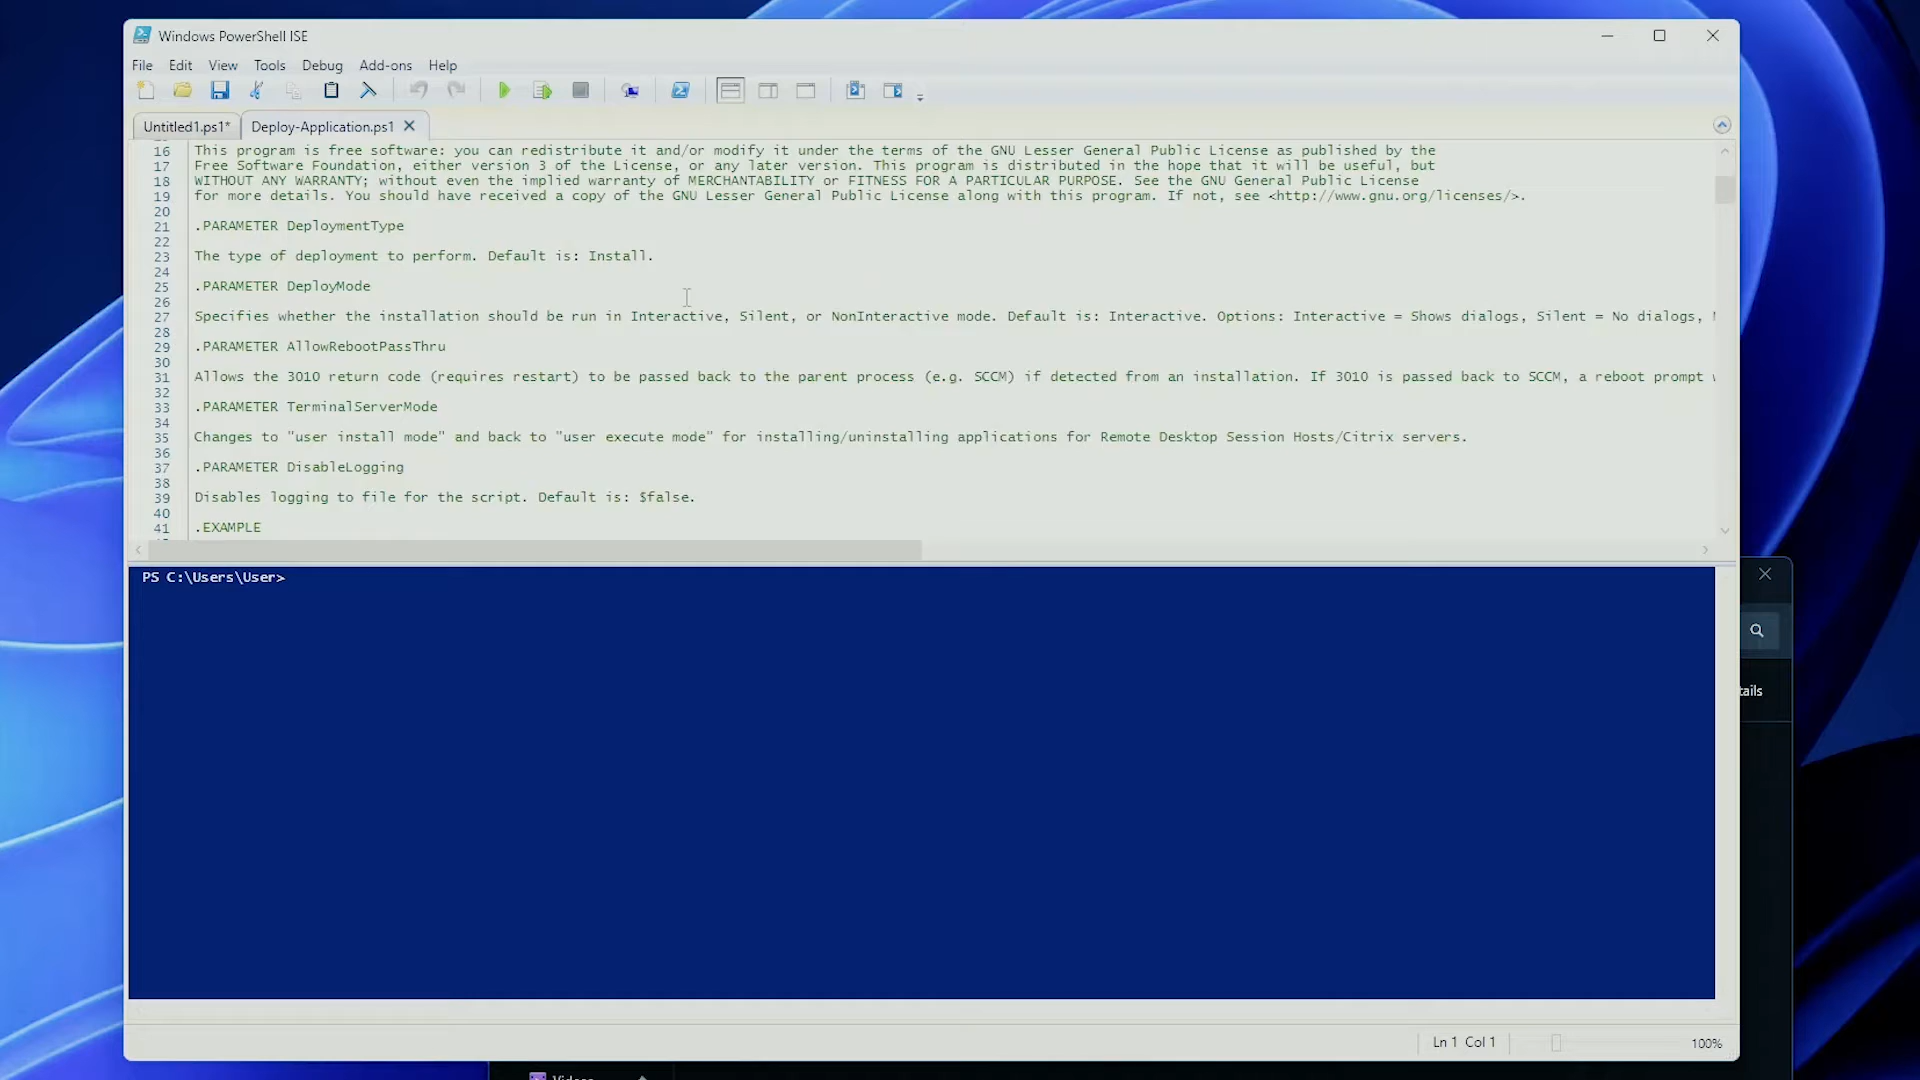 Windows PowerShell ISE
File Edit View Tools Debug Add-ons Help
Untitled1.ps1* Deploy-Application.ps1
16 This program is free software: you can redistribute it and/or modify it under the terms of the GNU Lesser General Public License as published by the
17 Free Software Foundation, either version 3 of the License, or any later version. This program is distributed in the hope that it will be useful, but
18 WITHOUT ANY WARRANTY; without even the implied warranty of MERCHANTABILITY or FITNESS FOR A PARTICULAR PURPOSE. See the GNU General Public License
19 for more details. You should have received a copy of the GNU Lesser General Public License along with this program. If not, see <http://www.gnu.org/licenses/>.
20
21 .PARAMETER DeploymentType
22
23 The type of deployment to perform. Default is: Install.
24
25 .PARAMETER DeployMode
26
27 Specifies whether the installation should be run in Interactive, Silent, or NonInteractive mode. Default is: Interactive. Options: Interactive = Shows dialogs, Silent = No dialogs,
28
29 .PARAMETER AllowRebootPassThru
30
31 Allows the 3010 return code (requires restart) to be passed back to the parent process (e.g. SCCM) if detected from an installation. If 3010 is passed back to SCCM, a reboot prompt
32
33 .PARAMETER TerminalServerMode
34
35 Changes to "user install mode" and back to "user execute mode" for installing/uninstalling applications for Remote Desktop Session Hosts/Citrix servers.
36
37 .PARAMETER DisableLogging
38
39 Disables logging to file for the script. Default is: $false.
40
41 .EXAMPLE
PS C:\Users\User>
tails
Ln 1 Col 1 100%